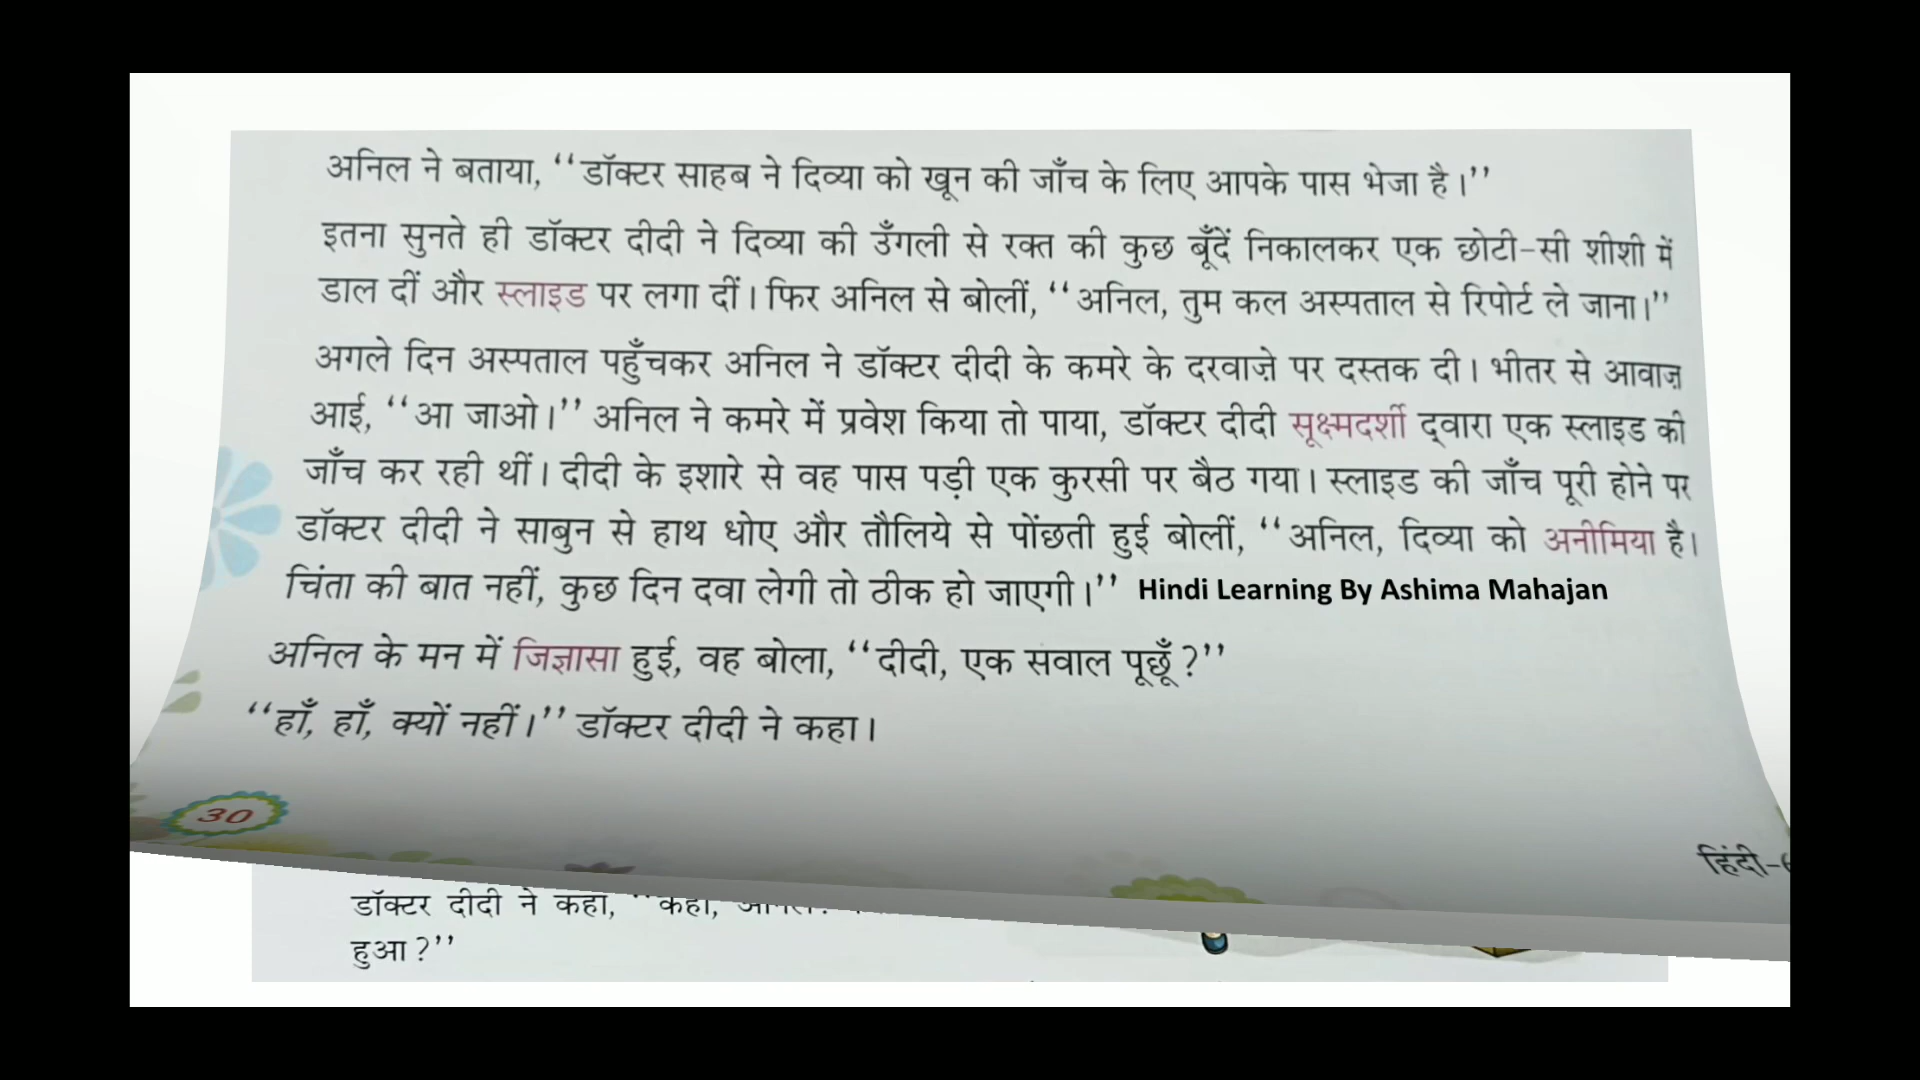 अनिल ने बताया, ‘‘डॉक्टर साहब ने दिव्या को खून की जाँच के लिए आपके पास भेजा है।’’
इतना सुनते ही डॉक्टर दीदी ने दिव्या की उँगली से रक्त की कुछ बूँदें निकालकर एक छोटी-सी शीशी में
डाल दीं और स्लाइड पर लगा दीं। फिर अनिल से बोलीं, ‘‘अनिल, तुम कल अस्पताल से रिपोर्ट ले जाना।’’
अगले दिन अस्पताल पहुँचकर अनिल ने डॉक्टर दीदी के कमरे के दरवाज़े पर दस्तक दी। भीतर से आवाज़
आई, ‘‘आ जाओ।’’ अनिल ने कमरे में प्रवेश किया तो पाया, डॉक्टर दीदी सूक्ष्मदर्शी द्वारा एक स्लाइड की
जाँच कर रही थीं। दीदी के इशारे से वह पास पड़ी एक कुरसी पर बैठ गया। स्लाइड की जाँच पूरी होने पर
डॉक्टर दीदी ने साबुन से हाथ धोए और तौलिये से पोंछती हुई बोलीं, ‘‘अनिल, दिव्या को अनीमिया है।
चिंता की बात नहीं, कुछ दिन दवा लेगी तो ठीक हो जाएगी।’’ Hindi Learning By Ashima Mahajan
अनिल के मन में जिज्ञासा हुई, वह बोला, ‘‘दीदी, एक सवाल पूछूँ?’’
‘‘हाँ, हाँ, क्यों नहीं।’’ डॉक्टर दीदी ने कहा।
30
हिंदी-6
डॉक्टर दीदी ने कहा, ‘‘कहो,
हुआ?’’